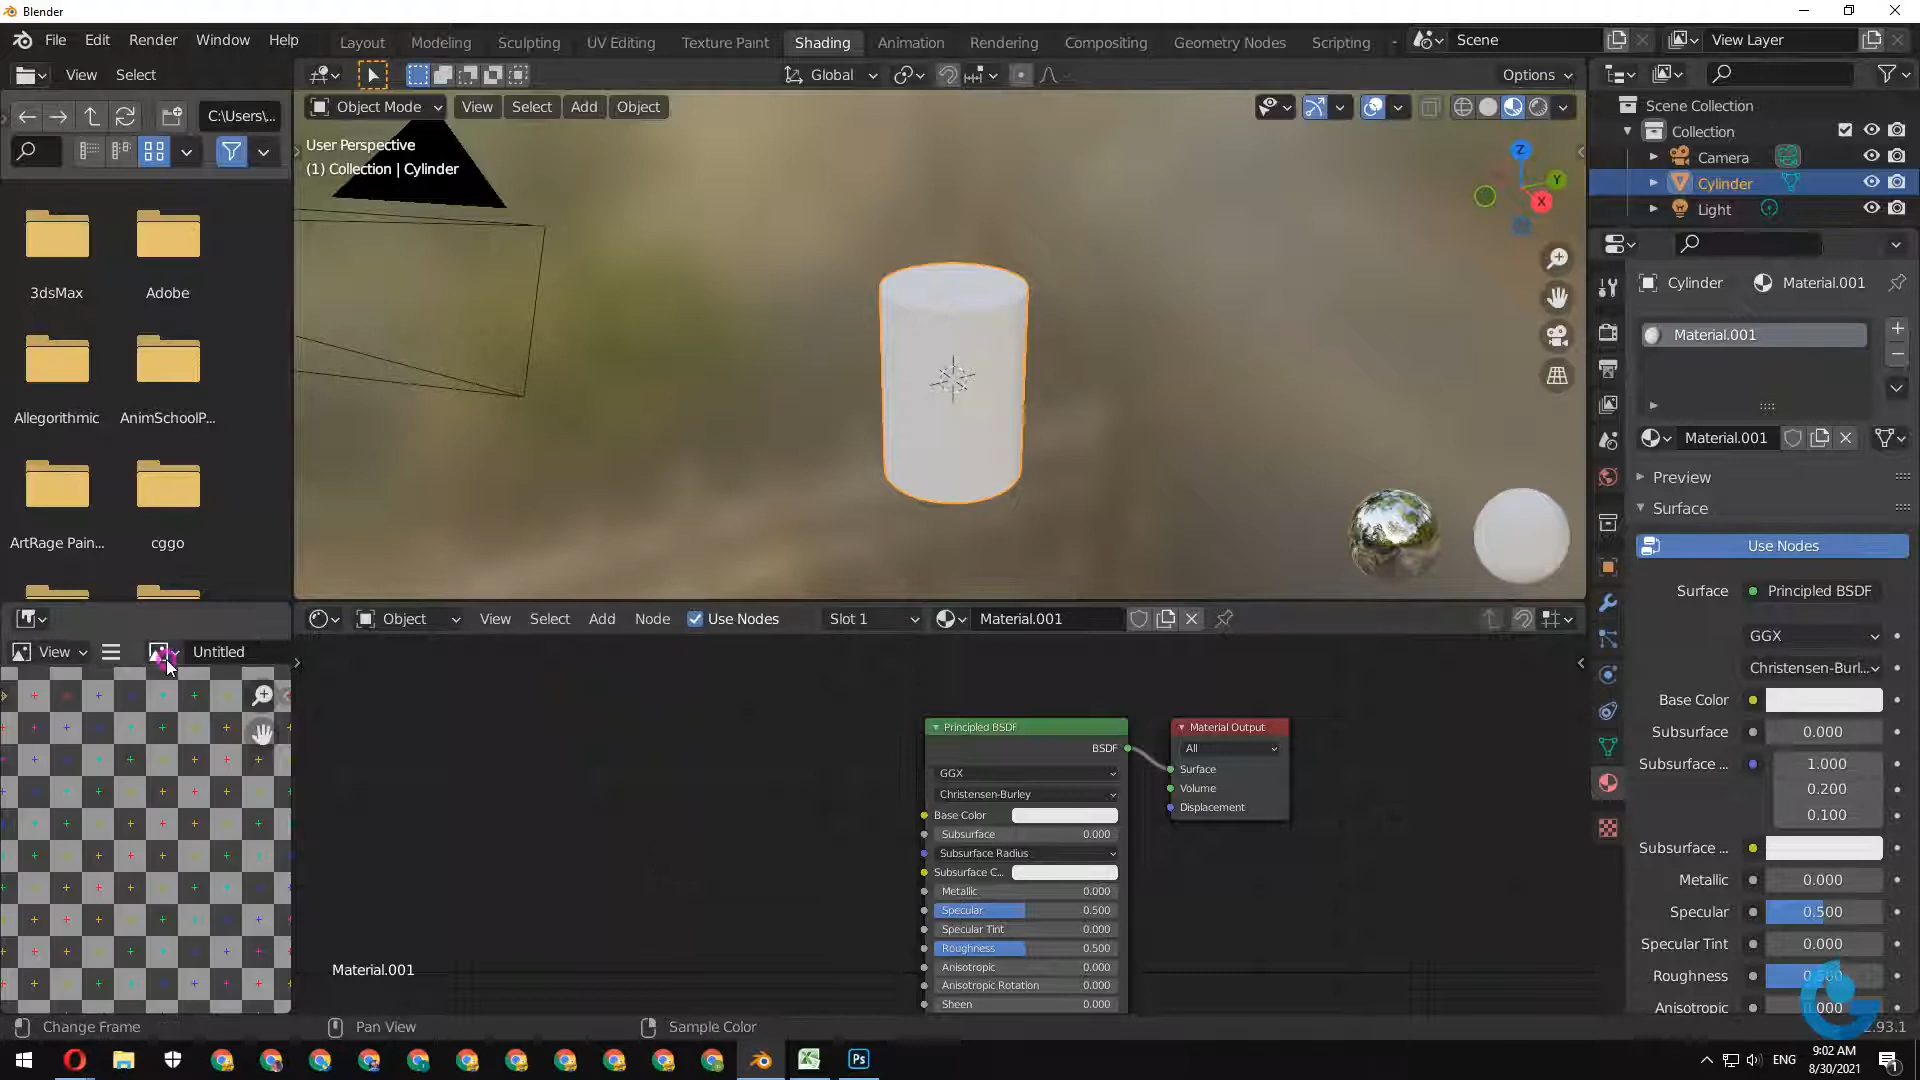 Blender
File Edit Render Window Help
Layout Modeling Sculpting UV Editing Texture Paint Shading Animation Rendering Compositing Geometry Nodes Scripting
Scene
View Layer
View Select
Global
Options
C:\Users\...
Object Mode View Select Add Object
User Perspective
(1) Collection | Cylinder
Z
Y
X
3dsMax
Adobe
Allegorithmic
AnimSchoolP...
ArtRage Pain...
cggo
Scene Collection
Collection
Camera
Cylinder
Light
Cylinder
Material.001
Material.001
Material.001
Preview
Surface
Use Nodes
Surface Principled BSDF
GGX
Christensen-Burl...
Base Color
Subsurface 0.000
Subsurface ... 1.000
0.200
0.100
Subsurface ...
Metallic 0.000
Specular 0.500
Specular Tint 0.000
Roughness 0.500
Anisotropic 0.000
Object View Select Add Node Use Nodes Slot 1 Material.001
View Untitled
Principled BSDF
BSDF
GGX
Christensen-Burley
Base Color
Subsurface 0.000
Subsurface Radius
Subsurface C...
Metallic 0.000
Specular 0.500
Specular Tint 0.000
Roughness 0.500
Anisotropic 0.000
Anisotropic Rotation 0.000
Sheen 0.000
Material Output
All
Surface
Volume
Displacement
Material.001
Change Frame
Pan View
Sample Color
2.93.1
Ps
ENG
9:02 AM
8/30/2021
1